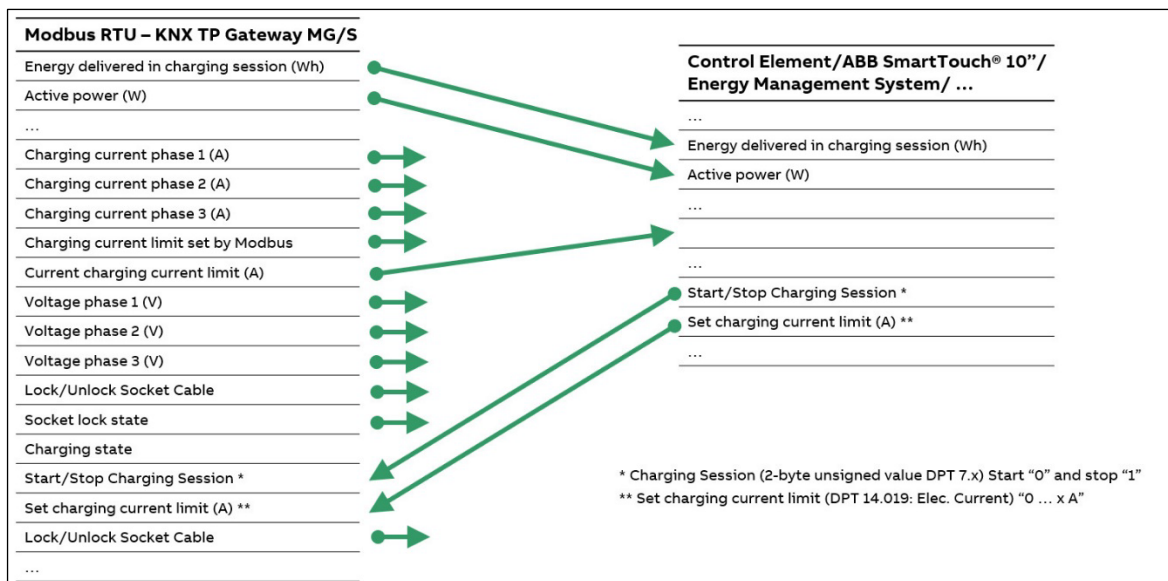 Modbus RTU – KNX TP Gateway MG/S
Energy delivered in charging session (Wh)
Active power (W)
...
Charging current phase 1 (A)
Charging current phase 2 (A)
Charging current phase 3 (A)
Charging current limit set by Modbus
Current charging current limit (A)
Voltage phase 1 (V)
Voltage phase 2 (V)
Voltage phase 3 (V)
Lock/Unlock Socket Cable
Socket lock state
Charging state
Start/Stop Charging Session *
Set charging current limit (A) **
Lock/Unlock Socket Cable
...
Control Element/ABB SmartTouch® 10”/
Energy Management System/ ...
...
Energy delivered in charging session (Wh)
Active power (W)
...
...
Start/Stop Charging Session *
Set charging current limit (A) **
...
* Charging Session (2-byte unsigned value DPT 7.x) Start “0” and stop “1”
** Set charging current limit (DPT 14.019: Elec. Current) “0 ... x A”